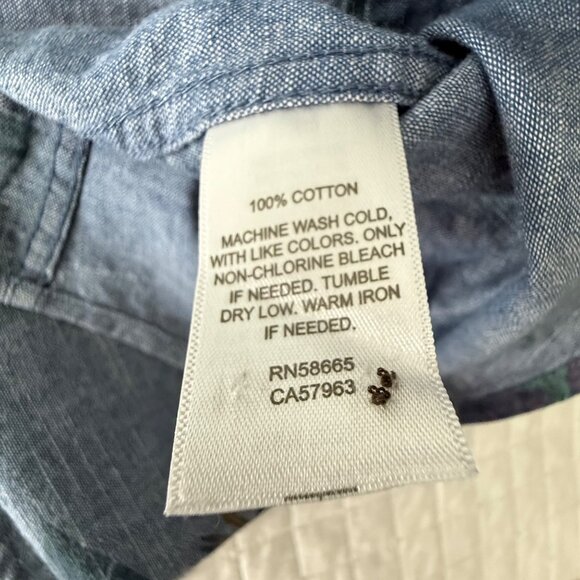 100% COTTON
MACHINE WASH COLD,
WITH LIKE COLORS. ONLY
NON-CHLORINE BLEACH
IF NEEDED. TUMBLE
DRY LOW. WARM IRON
IF NEEDED.
RN58665
CA57963